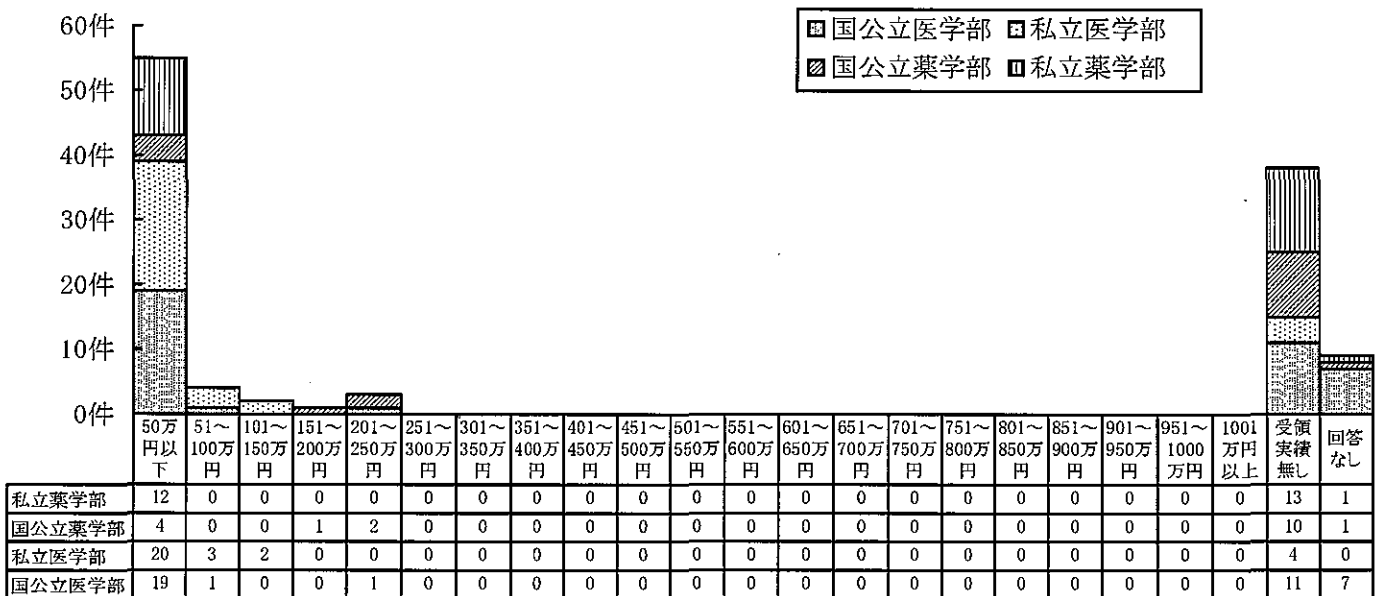 60件
50件
40件
30件
20件
10件
0件
国公立医学部 私立医学部
国公立薬学部 私立薬学部
50万円以下 51～100万円 101～150万円 151～200万円 201～250万円 251～300万円 301～350万円 351～400万円 401～450万円 451～500万円 501～550万円 551～600万円 601～650万円 651～700万円 701～750万円 751～800万円 801～850万円 851～900万円 901～950万円 951～1000万円 1001万円以上 受領実績無し 回答なし
私立薬学部 12 0 0 0 0 0 0 0 0 0 0 0 0 0 0 0 0 0 0 0 0 13 1
国公立薬学部 4 0 0 1 2 0 0 0 0 0 0 0 0 0 0 0 0 0 0 0 0 10 1
私立医学部 20 3 2 0 0 0 0 0 0 0 0 0 0 0 0 0 0 0 0 0 0 4 0
国公立医学部 19 1 0 0 1 0 0 0 0 0 0 0 0 0 0 0 0 0 0 0 0 11 7